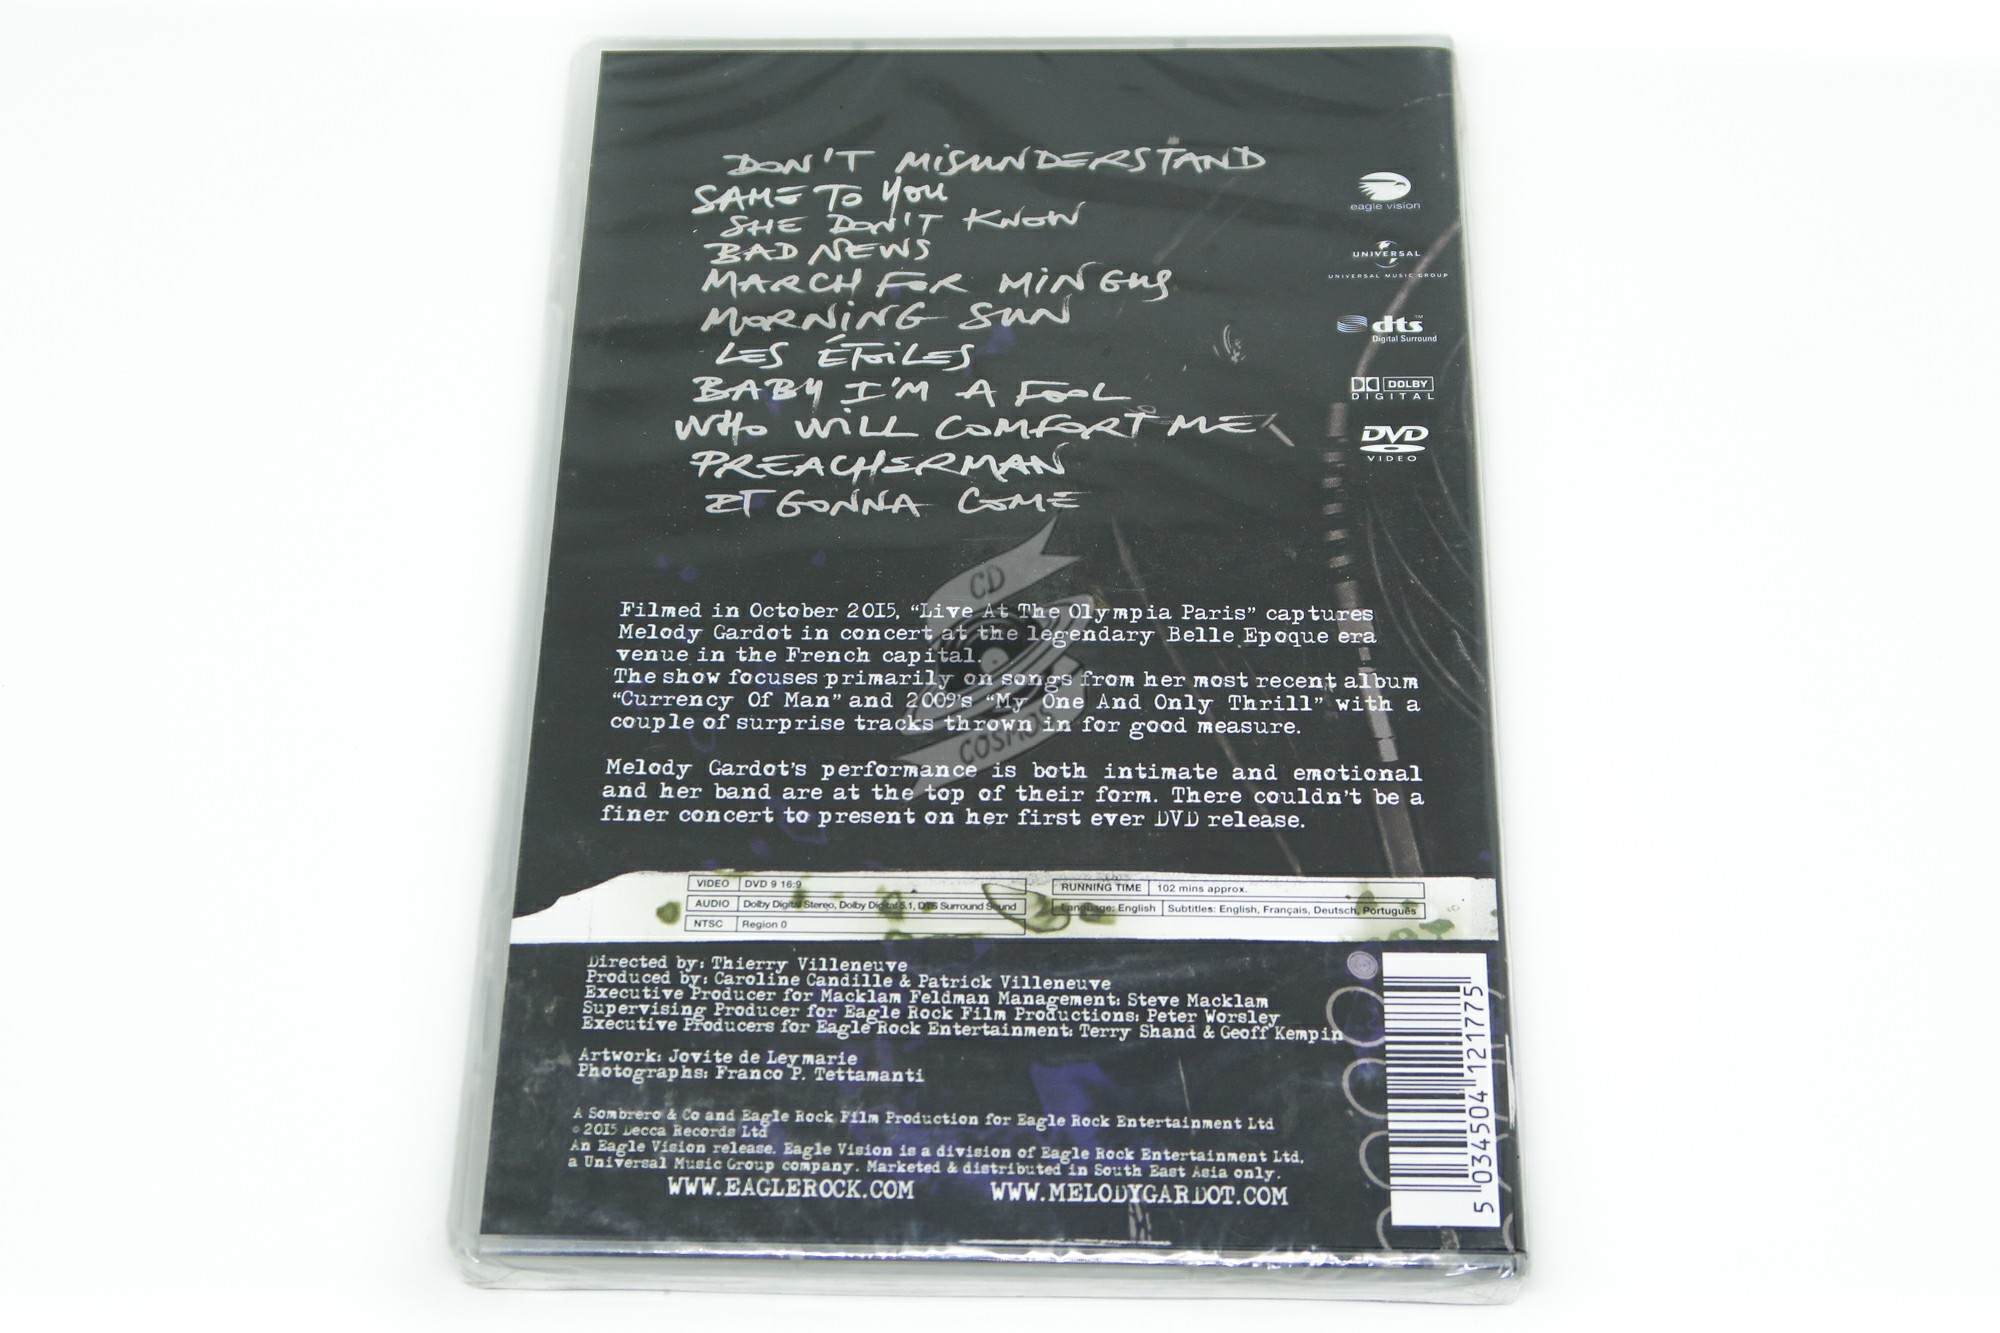 DON'T MISUNDERSTAND
SAME TO YOU
SHE DON'T KNOW
BAD NEWS
MARCH FOR MINGUS
MORNING SUN
LES ÉTOILES
BABY I'M A FOOL
WHO WILL COMFORT ME
PREACHERMAN
IT GONNA COME
eagle vision
UNIVERSAL
UNIVERSAL MUSIC GROUP
dts™
Digital Surround
DOLBY
DIGITAL
DVD
VIDEO
CD
COSMOS
Filmed in October 2015, “Live At The Olympia Paris” captures
Melody Gardot in concert at the legendary Belle Epoque era
venue in the French capital.
The show focuses primarily on songs from her most recent album
“Currency Of Man” and 2009's “My One And Only Thrill” with a
couple of surprise tracks thrown in for good measure.
Melody Gardot's performance is both intimate and emotional
and her band are at the top of their form. There couldn't be a
finer concert to present on her first ever DVD release.
VIDEO DVD 9 16:9
AUDIO Dolby Digital Stereo, Dolby Digital 5.1, DTS Surround Sound
NTSC Region 0
RUNNING TIME 102 mins approx.
Language: English Subtitles: English, Français, Deutsch, Português
Directed by: Thierry Villeneuve
Produced by: Caroline Candille & Patrick Villeneuve
Executive Producer for Macklam Feldman Management: Steve Macklam
Supervising Producer for Eagle Rock Film Productions: Peter Worsley
Executive Producers for Eagle Rock Entertainment: Terry Shand & Geoff Kempin
Artwork: Jovite de Leymarie
Photographs: Franco P. Tettamanti
A Sombrero & Co and Eagle Rock Film Production for Eagle Rock Entertainment Ltd
© 2015 Decca Records Ltd
An Eagle Vision release. Eagle Vision is a division of Eagle Rock Entertainment Ltd,
a Universal Music Group company. Marketed & distributed in South East Asia only.
WWW.EAGLEROCK.COM WWW.MELODYGARDOT.COM
5 034504 121775